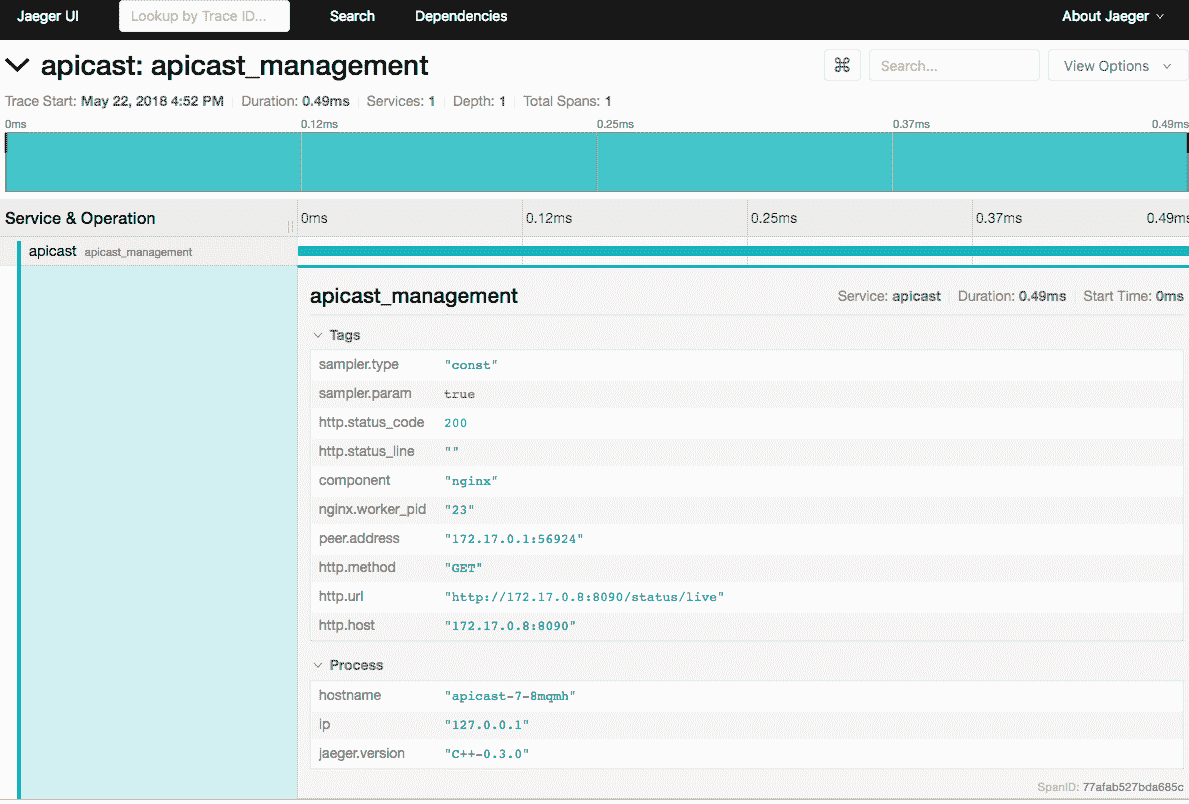 Jaeger UI Lookup by Trace ID... Search Dependencies About Jaeger
apicast: apicast_management ⌘ Search... View Options
Trace Start: May 22, 2018 4:52 PM Duration: 0.49ms Services: 1 Depth: 1 Total Spans: 1
0ms 0.12ms 0.25ms 0.37ms 0.49ms
Service & Operation 0ms 0.12ms 0.25ms 0.37ms 0.49ms
apicast apicast_management
apicast_management Service: apicast Duration: 0.49ms Start Time: 0ms
Tags
sampler.type "const"
sampler.param true
http.status_code 200
http.status_line ""
component "nginx"
nginx.worker_pid "23"
peer.address "172.17.0.1:56924"
http.method "GET"
http.url "http://172.17.0.8:8090/status/live"
http.host "172.17.0.8:8090"
Process
hostname "apicast-7-8mqmh"
ip "127.0.0.1"
jaeger.version "C++-0.3.0"
SpanID: 77afab527bda685c